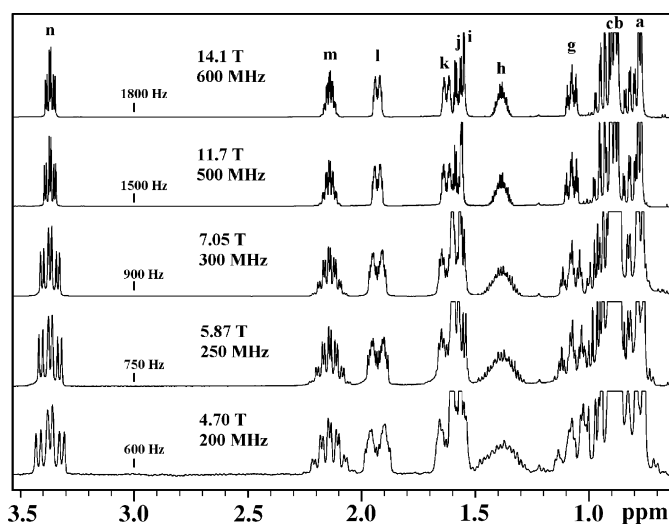 n m l k j i h g cb a
14.1 T
600 MHz
1800 Hz
11.7 T
500 MHz
1500 Hz
7.05 T
300 MHz
900 Hz
5.87 T
250 MHz
750 Hz
4.70 T
200 MHz
600 Hz
3.5 3.0 2.5 2.0 1.5 1.0 ppm